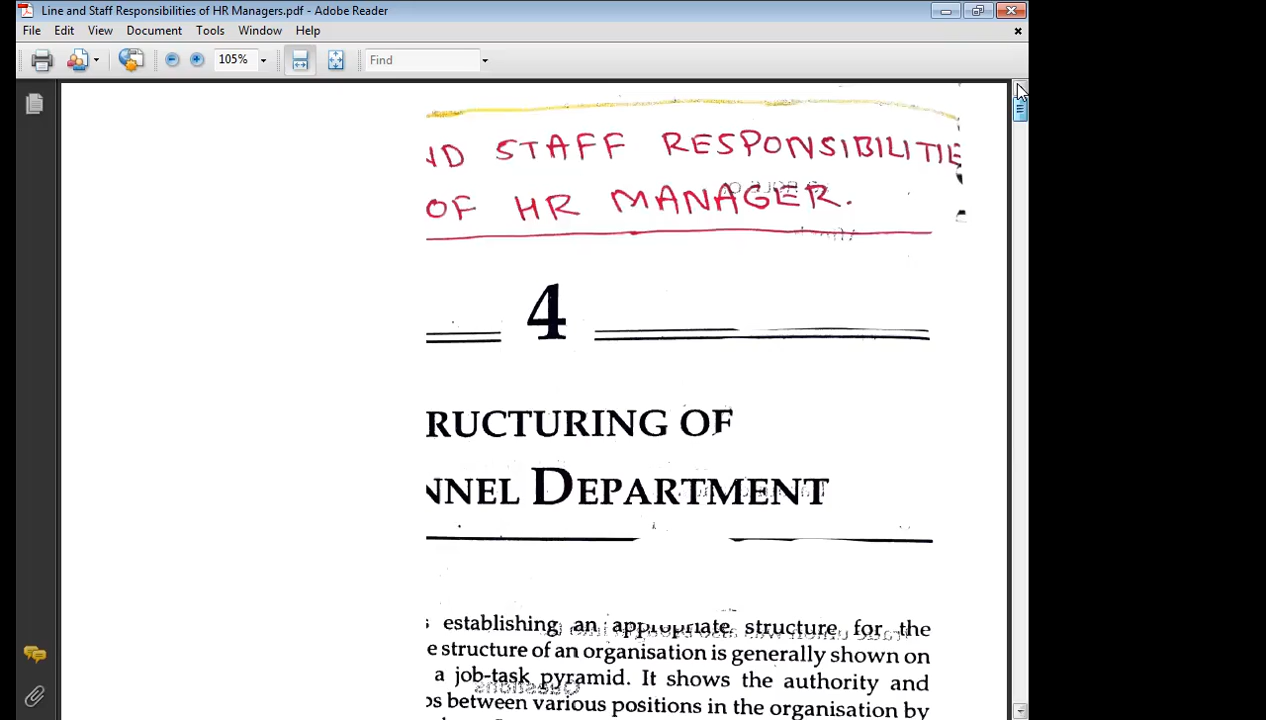 Line and Staff Responsibilities of HR Managers.pdf - Adobe Reader
File Edit View Document Tools Window Help
105% Find
ND STAFF RESPONSIBILITIE
OF HR MANAGER.
4
RUCTURING OF
NNEL DEPARTMENT
s establishing an appropriate structure for the
e structure of an organisation is generally shown on
a job-task pyramid. It shows the authority and
ps between various positions in the organisation by